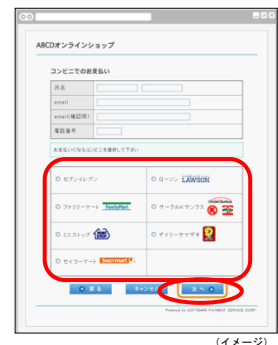 ABCDオンラインショップ
コンビニでのお支払い
氏名
email
email(確認用)
電話番号
お支払いになるコンビニを選択して下さい
セブンイレブン
ローソン LAWSON
ファミリーマート FamilyMart
サークルKサンクス
ミニストップ
デイリーヤマザキ
セイコーマート Seicomart
戻る キャンセル 次へ
Powered by SOFTBANK PAYMENT SERVICE CORP.
(イメージ)